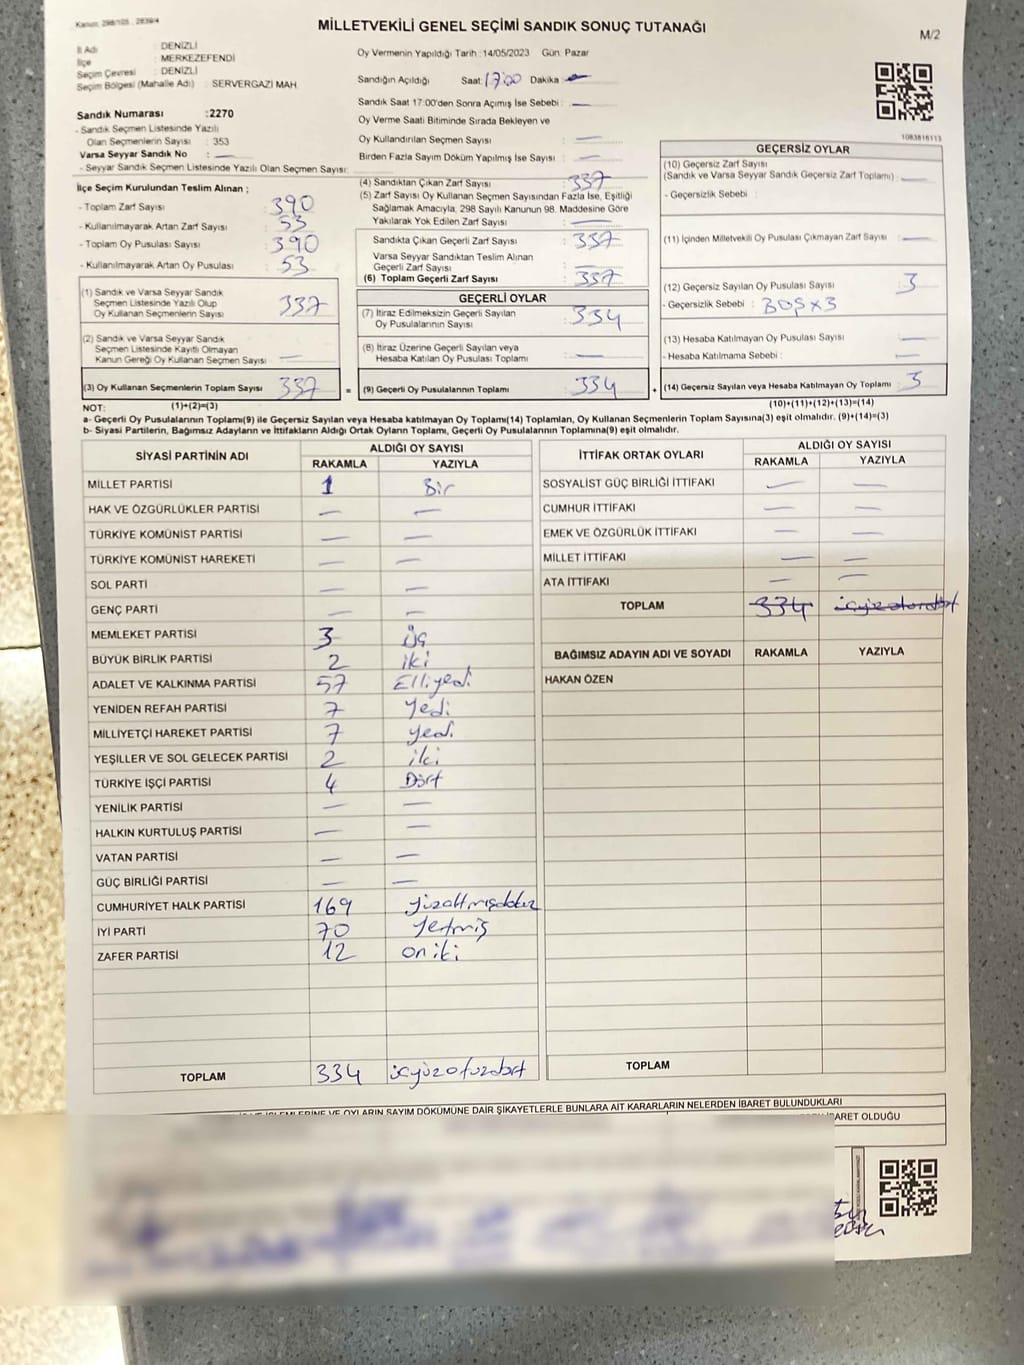 Kanun: 298/105 , 2839/4
MİLLETVEKİLİ GENEL SEÇİMİ SANDIK SONUÇ TUTANAĞI
M/2
İl Adı : DENİZLİ
İlçe : MERKEZEFENDİ
Seçim Çevresi : DENİZLİ
Seçim Bölgesi (Mahalle Adı) : SERVERGAZİ MAH.
Sandık Numarası :2270
- Sandık Seçmen Listesinde Yazılı
Olan Seçmenlerin Sayısı : 353
Varsa Seyyar Sandık No : —
- Seyyar Sandık Seçmen Listesinde Yazılı Olan Seçmen Sayısı:
Oy Vermenin Yapıldığı Tarih : 14/05/2023 Gün: Pazar
Sandığın Açıldığı Saat: 17:00 Dakika: —
Sandık Saat 17:00'den Sonra Açımış İse Sebebi : —
Oy Verme Saati Bitiminde Sırada Bekleyen ve
Oy Kullandırılan Seçmen Sayısı : —
Birden Fazla Sayım Döküm Yapılmış İse Sayısı : —
1083816113
İlçe Seçim Kurulundan Teslim Alınan ;
- Toplam Zarf Sayısı : 390
- Kullanılmayarak Artan Zarf Sayısı : 53
- Toplam Oy Pusulası Sayısı : 390
- Kullanılmayarak Artan Oy Pusulası : 53
(1) Sandık ve Varsa Seyyar Sandık
Seçmen Listesinde Yazılı Olup
Oy Kullanan Seçmenlerin Sayısı : 337
(2) Sandık ve Varsa Seyyar Sandık
Seçmen Listesinde Kayıtlı Olmayan
Kanun Gereği Oy Kullanan Seçmen Sayısı : —
(3) Oy Kullanan Seçmenlerin Toplam Sayısı : 337
(1)+(2)=(3)
(4) Sandıktan Çıkan Zarf Sayısı : 337
(5) Zarf Sayısı Oy Kullanan Seçmen Sayısından Fazla İse, Eşitliği
Sağlamak Amacıyla, 298 Sayılı Kanunun 98. Maddesine Göre
Yakılarak Yok Edilen Zarf Sayısı : —
Sandıkta Çıkan Geçerli Zarf Sayısı : 337
Varsa Seyyar Sandıktan Teslim Alınan
Geçerli Zarf Sayısı : —
(6) Toplam Geçerli Zarf Sayısı : 337
GEÇERLİ OYLAR
(7) İtiraz Edilmeksizin Geçerli Sayılan
Oy Pusulalarının Sayısı : 334
(8) İtiraz Üzerine Geçerli Sayılan veya
Hesaba Katılan Oy Pusulası Toplamı : —
= (9) Geçerli Oy Pusulalarının Toplamı : 334
GEÇERSİZ OYLAR
(10) Geçersiz Zarf Sayısı
(Sandık ve Varsa Seyyar Sandık Geçersiz Zarf Toplamı) : —
- Geçersizlik Sebebi :
(11) İçinden Milletvekili Oy Pusulası Çıkmayan Zarf Sayısı : —
(12) Geçersiz Sayılan Oy Pusulası Sayısı : 3
- Geçersizlik Sebebi : BOŞX3
(13) Hesaba Katılmayan Oy Pusulası Sayısı : —
- Hesaba Katılmama Sebebi : —
+ (14) Geçersiz Sayılan veya Hesaba Katılmayan Oy Toplamı : 3
(10)+(11)+(12)+(13)=(14)
NOT:
a- Geçerli Oy Pusulalarının Toplamı(9) ile Geçersiz Sayılan veya Hesaba katılmayan Oy Toplamı(14) Toplamları, Oy Kullanan Seçmenlerin Toplam Sayısına(3) eşit olmalıdır. (9)+(14)=(3)
b- Siyasi Partilerin, Bağımsız Adayların ve İttifakların Aldığı Ortak Oyların Toplamı, Geçerli Oy Pusulalarının Toplamına(9) eşit olmalıdır.
SİYASİ PARTİNİN ADI ALDIĞI OY SAYISI
RAKAMLA YAZIYLA
MİLLET PARTİSİ 1 Bir
HAK VE ÖZGÜRLÜKLER PARTİSİ — —
TÜRKİYE KOMÜNİST PARTİSİ — —
TÜRKİYE KOMÜNİST HAREKETİ — —
SOL PARTİ — —
GENÇ PARTİ — —
MEMLEKET PARTİSİ 3 üç
BÜYÜK BİRLİK PARTİSİ 2 iki
ADALET VE KALKINMA PARTİSİ 57 Elliyedi
YENİDEN REFAH PARTİSİ 7 Yedi
MİLLİYETÇİ HAREKET PARTİSİ 7 yedi
YEŞİLLER VE SOL GELECEK PARTİSİ 2 iki
TÜRKİYE İŞÇİ PARTİSİ 4 Dört
YENİLİK PARTİSİ — —
HALKIN KURTULUŞ PARTİSİ — —
VATAN PARTİSİ — —
GÜÇ BİRLİĞİ PARTİSİ — —
CUMHURİYET HALK PARTİSİ 169 yüzaltmışdokuz
İYİ PARTİ 70 Yetmiş
ZAFER PARTİSİ 12 oniki
TOPLAM 334 üçyüzotuzdört
İTTİFAK ORTAK OYLARI ALDIĞI OY SAYISI
RAKAMLA YAZIYLA
SOSYALİST GÜÇ BİRLİĞİ İTTİFAKI — —
CUMHUR İTTİFAKI — —
EMEK VE ÖZGÜRLÜK İTTİFAKI — —
MİLLET İTTİFAKI — —
ATA İTTİFAKI — —
TOPLAM 334 üçyüzotuzdört
BAĞIMSIZ ADAYIN ADI VE SOYADI RAKAMLA YAZIYLA
HAKAN ÖZEN
TOPLAM
İŞLEMLERİNE VE OYLARIN SAYIM DÖKÜMÜNE DAİR ŞİKAYETLERLE BUNLARA AİT KARARLARIN NELERDEN İBARET BULUNDUKLARI
İBARET OLDUĞU